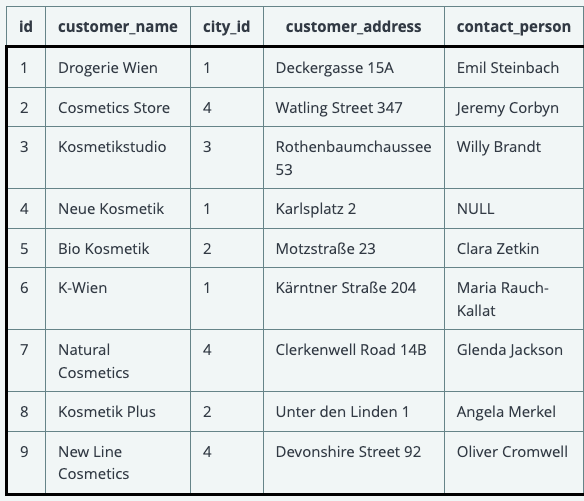 id customer_name city_id customer_address contact_person
1 Drogerie Wien 1 Deckergasse 15A Emil Steinbach
2 Cosmetics Store 4 Watling Street 347 Jeremy Corbyn
3 Kosmetikstudio 3 Rothenbaumchaussee Willy Brandt
53
4 Neue Kosmetik 1 Karlsplatz 2 NULL
5 Bio Kosmetik 2 Motzstraße 23 Clara Zetkin
6 K-Wien 1 Kärntner Straße 204 Maria Rauch-
Kallat
7 Natural 4 Clerkenwell Road 14B Glenda Jackson
Cosmetics
8 Kosmetik Plus 2 Unter den Linden 1 Angela Merkel
9 New Line 4 Devonshire Street 92 Oliver Cromwell
Cosmetics